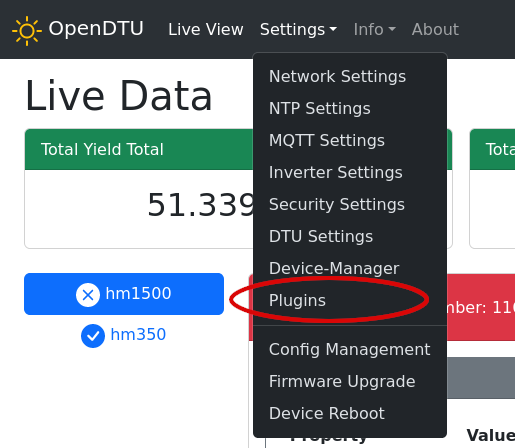 OpenDTU Live View Settings Info About
Live Data
Total Yield Total
51.339
hm1500
hm350
Network Settings
NTP Settings
MQTT Settings
Inverter Settings
Security Settings
DTU Settings
Device-Manager
Plugins
Config Management
Firmware Upgrade
Device Reboot
Tota
mber: 116
Property Value